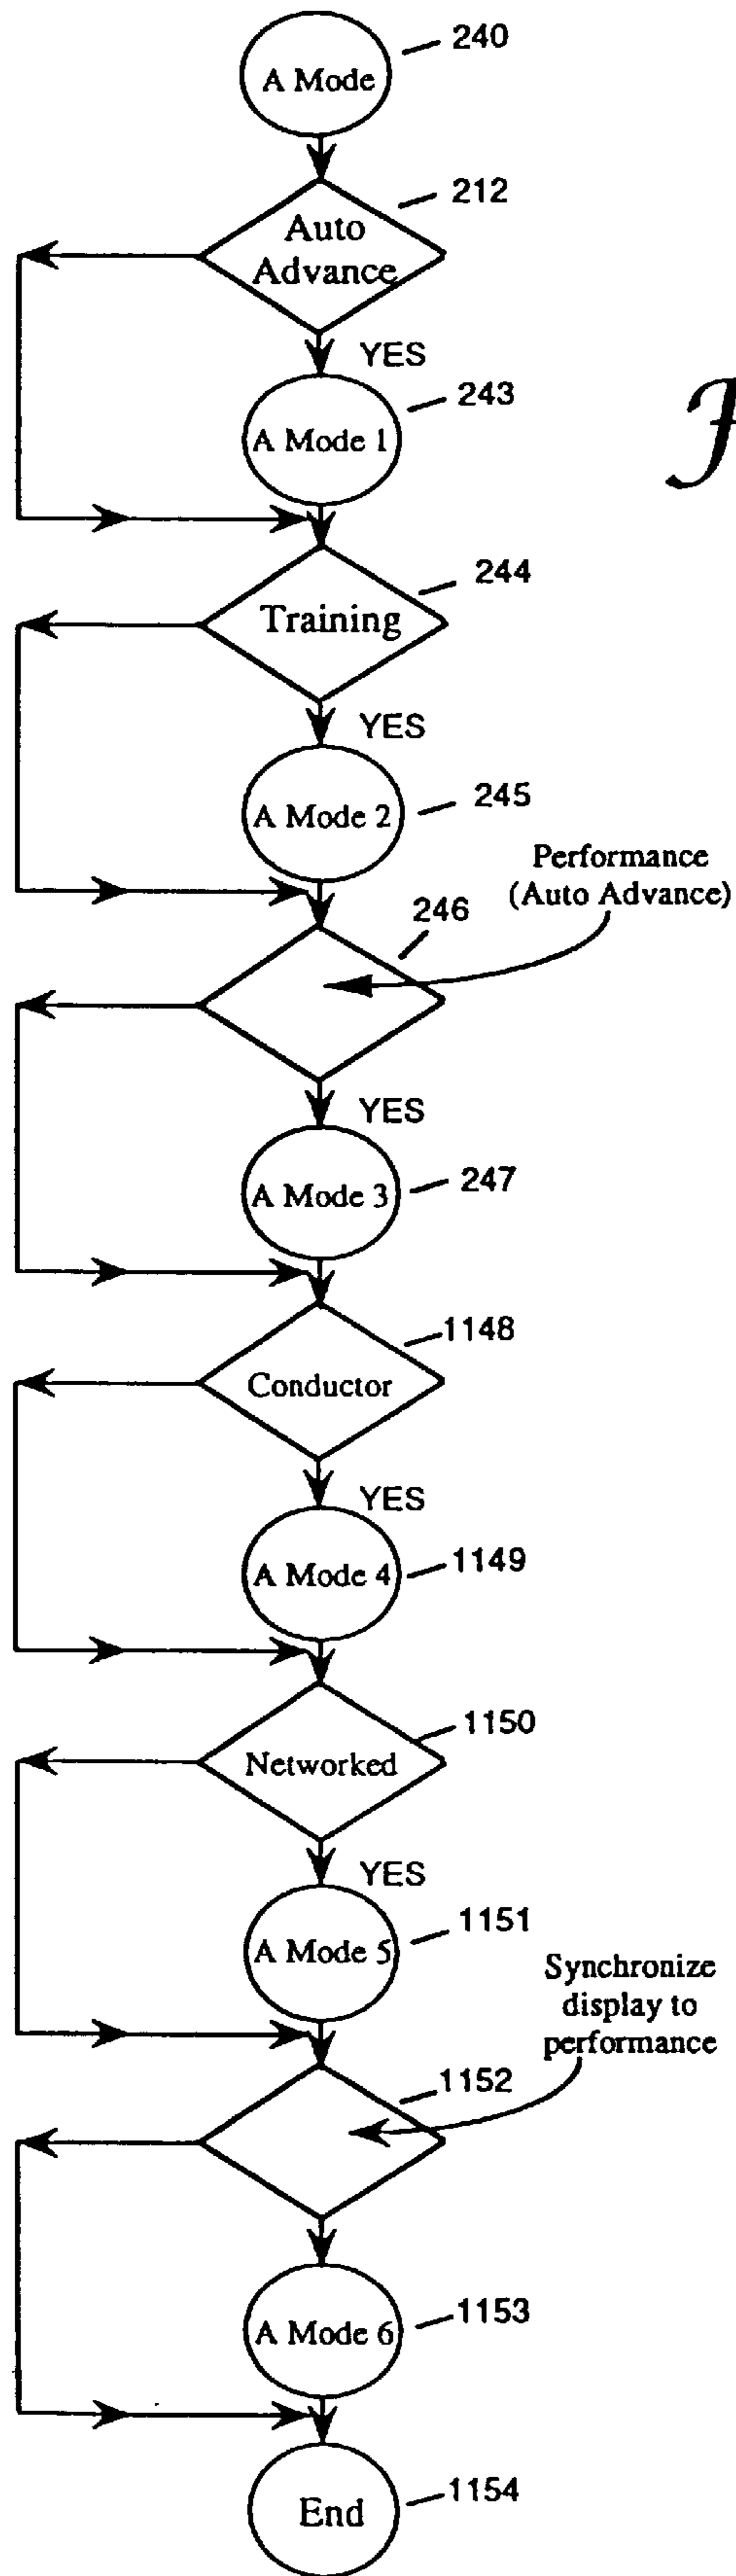 A Mode
240
212
Auto
Advance
YES
243
A Mode 1
244
Training
YES
245
A Mode 2
Performance
(Auto Advance)
246
YES
A Mode 3
247
1148
Conductor
YES
A Mode 4
1149
1150
Networked
YES
1151
A Mode 5
Synchronize
display to
performance
1152
A Mode 6
1153
End
1154